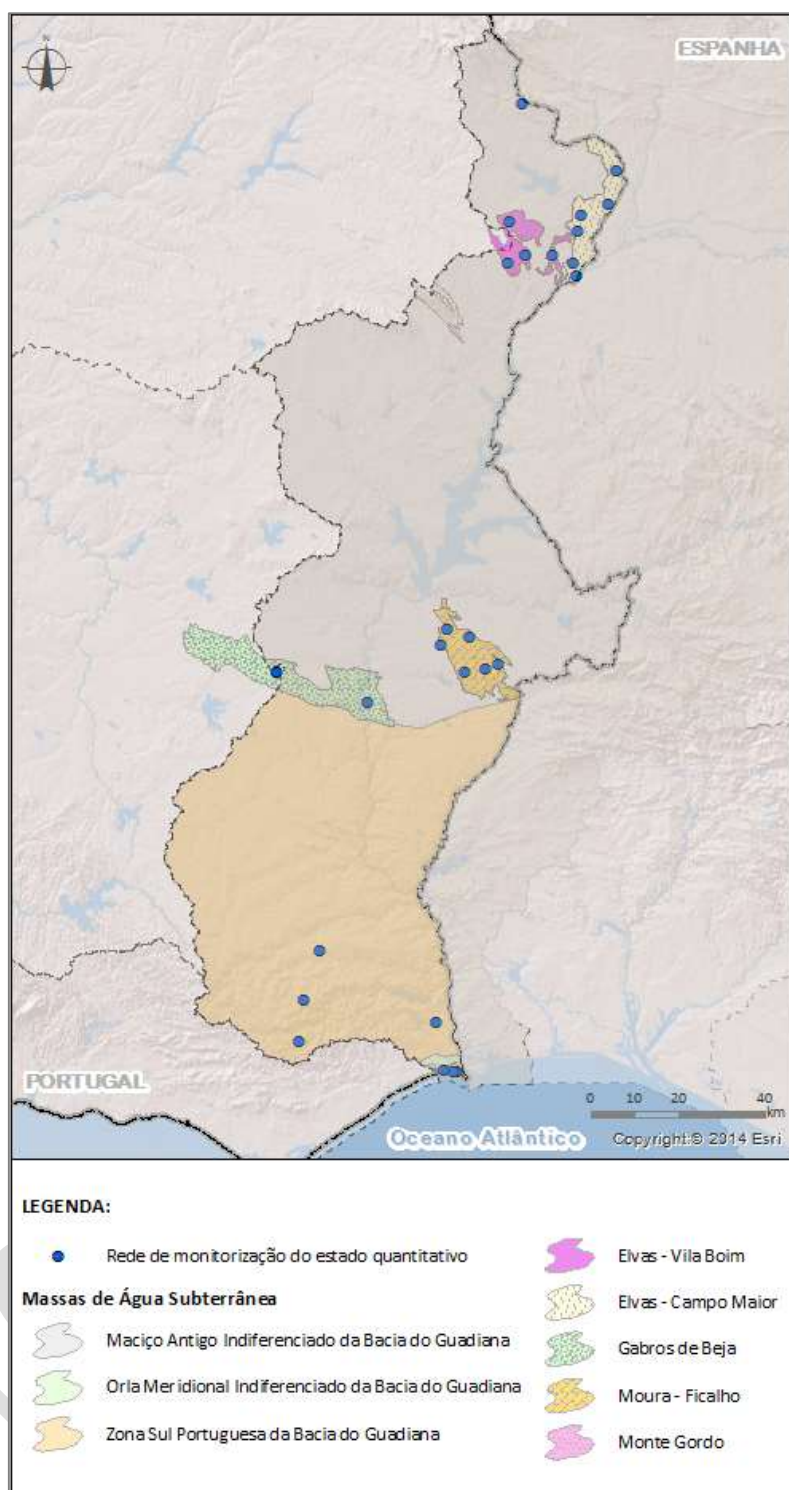 N
ESPANHA
PORTUGAL
0 10 20 40
km
Oceano Atlântico
Copyright:© 2014 Esri
LEGENDA:
Rede de monitorização do estado quantitativo
Massas de Água Subterrânea
Maciço Antigo Indiferenciado da Bacia do Guadiana
Orla Meridional Indiferenciado da Bacia do Guadiana
Zona Sul Portuguesa da Bacia do Guadiana
Elvas - Vila Boim
Elvas - Campo Maior
Gabros de Beja
Moura - Ficalho
Monte Gordo